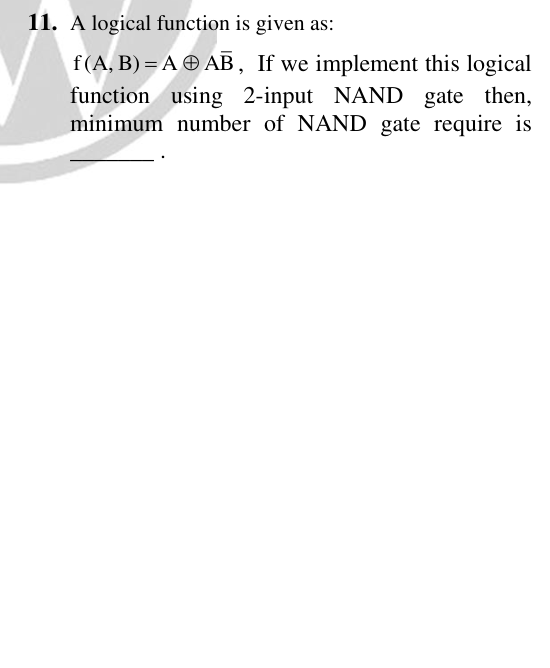 11. A logical function is given as:
f(A, B) = A ⊕ AB̅, If we implement this logical
function using 2-input NAND gate then,
minimum number of NAND gate require is
________ .